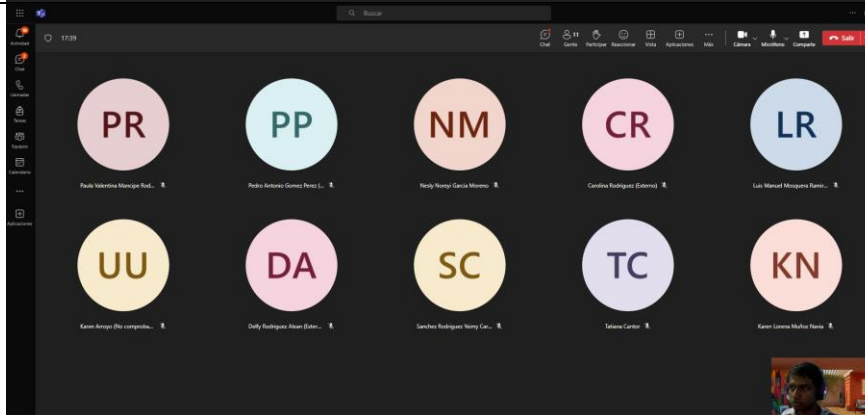 Buscar
Actividad
Chat
Llamadas
Tareas
Equipos
Calendario
Aplicaciones
17:39
Chat
11
Gente
Participar
Reaccionar
Vista
Aplicaciones
Más
Cámara
Micrófono
Compartir
Salir
PR
PP
NM
CR
LR
Paula Valentina Mancipe Rod...
Pedro Antonio Gomez Perez (...
Nesly Noreyi Garcia Moreno
Carolina Rodriguez (Externo)
Luis Manuel Mosquera Ramir...
UU
DA
SC
TC
KN
Karen Arroyo (No comproba...
Delly Rodriguez Alean (Exter...
Sanchez Rodriguez Yeimy Car...
Tatiana Cantor
Karen Lorena Muñoz Navia